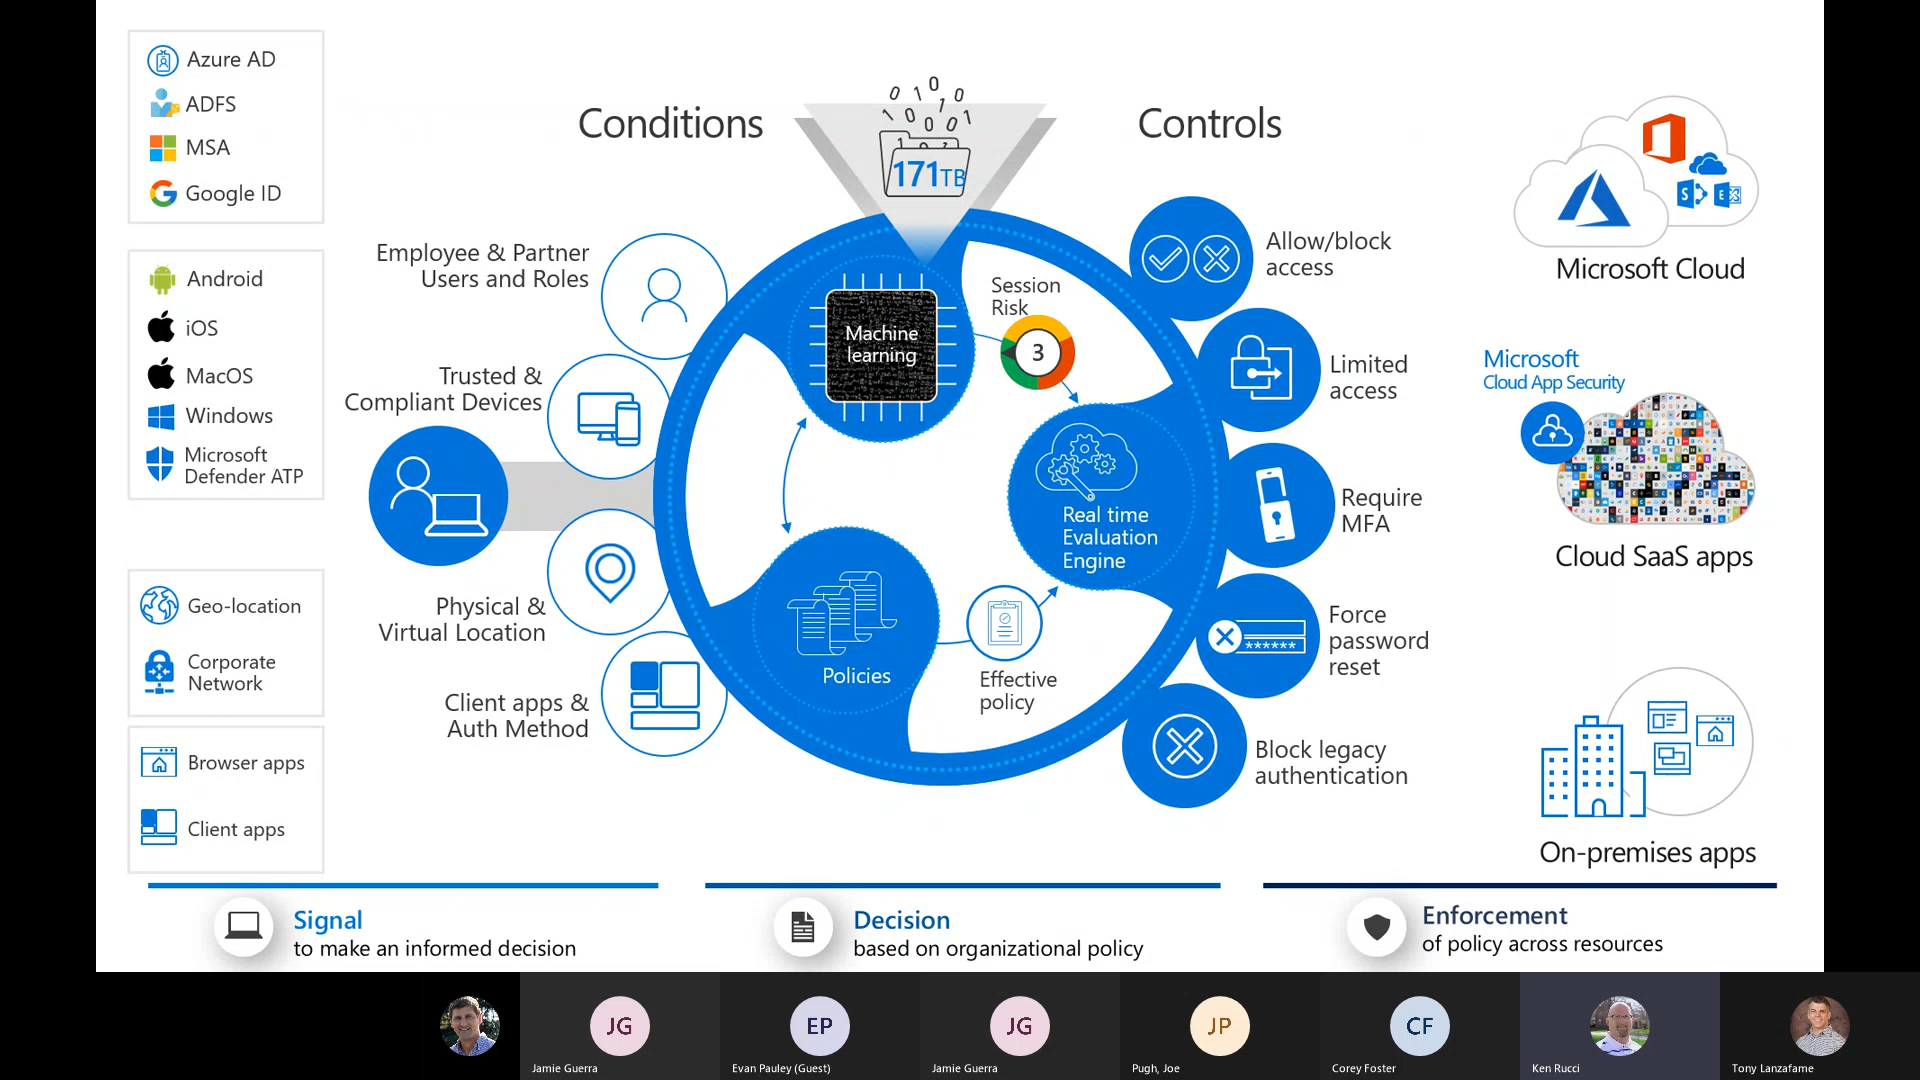 Azure AD
ADFS
MSA
Google ID
Android
iOS
MacOS
Windows
Microsoft
Defender ATP
Geo-location
Corporate
Network
Browser apps
Client apps
Conditions
Employee & Partner
Users and Roles
Trusted &
Compliant Devices
Physical &
Virtual Location
Client apps &
Auth Method
171TB
Machine
learning
Session
Risk
3
Real time
Evaluation
Engine
Policies
Effective
policy
Controls
Allow/block
access
Limited
access
Require
MFA
Force
password
reset
******
Block legacy
authentication
S
E
Microsoft Cloud
Microsoft
Cloud App Security
Cloud SaaS apps
On-premises apps
Signal
to make an informed decision
Decision
based on organizational policy
Enforcement
of policy across resources
JG
EP
JG
JP
CF
Jamie Guerra
Evan Pauley (Guest)
Jamie Guerra
Pugh, Joe
Corey Foster
Ken Rucci
Tony Lanzafame